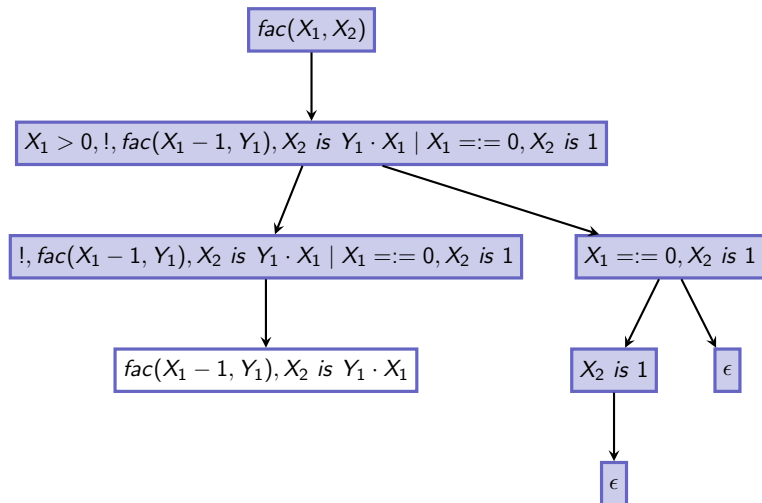 fac(X₁, X₂)
X₁ > 0, !, fac(X₁ − 1, Y₁), X₂ is Y₁ · X₁ | X₁ =:= 0, X₂ is 1
!, fac(X₁ − 1, Y₁), X₂ is Y₁ · X₁ | X₁ =:= 0, X₂ is 1
X₁ =:= 0, X₂ is 1
fac(X₁ − 1, Y₁), X₂ is Y₁ · X₁
X₂ is 1
ϵ
ϵ